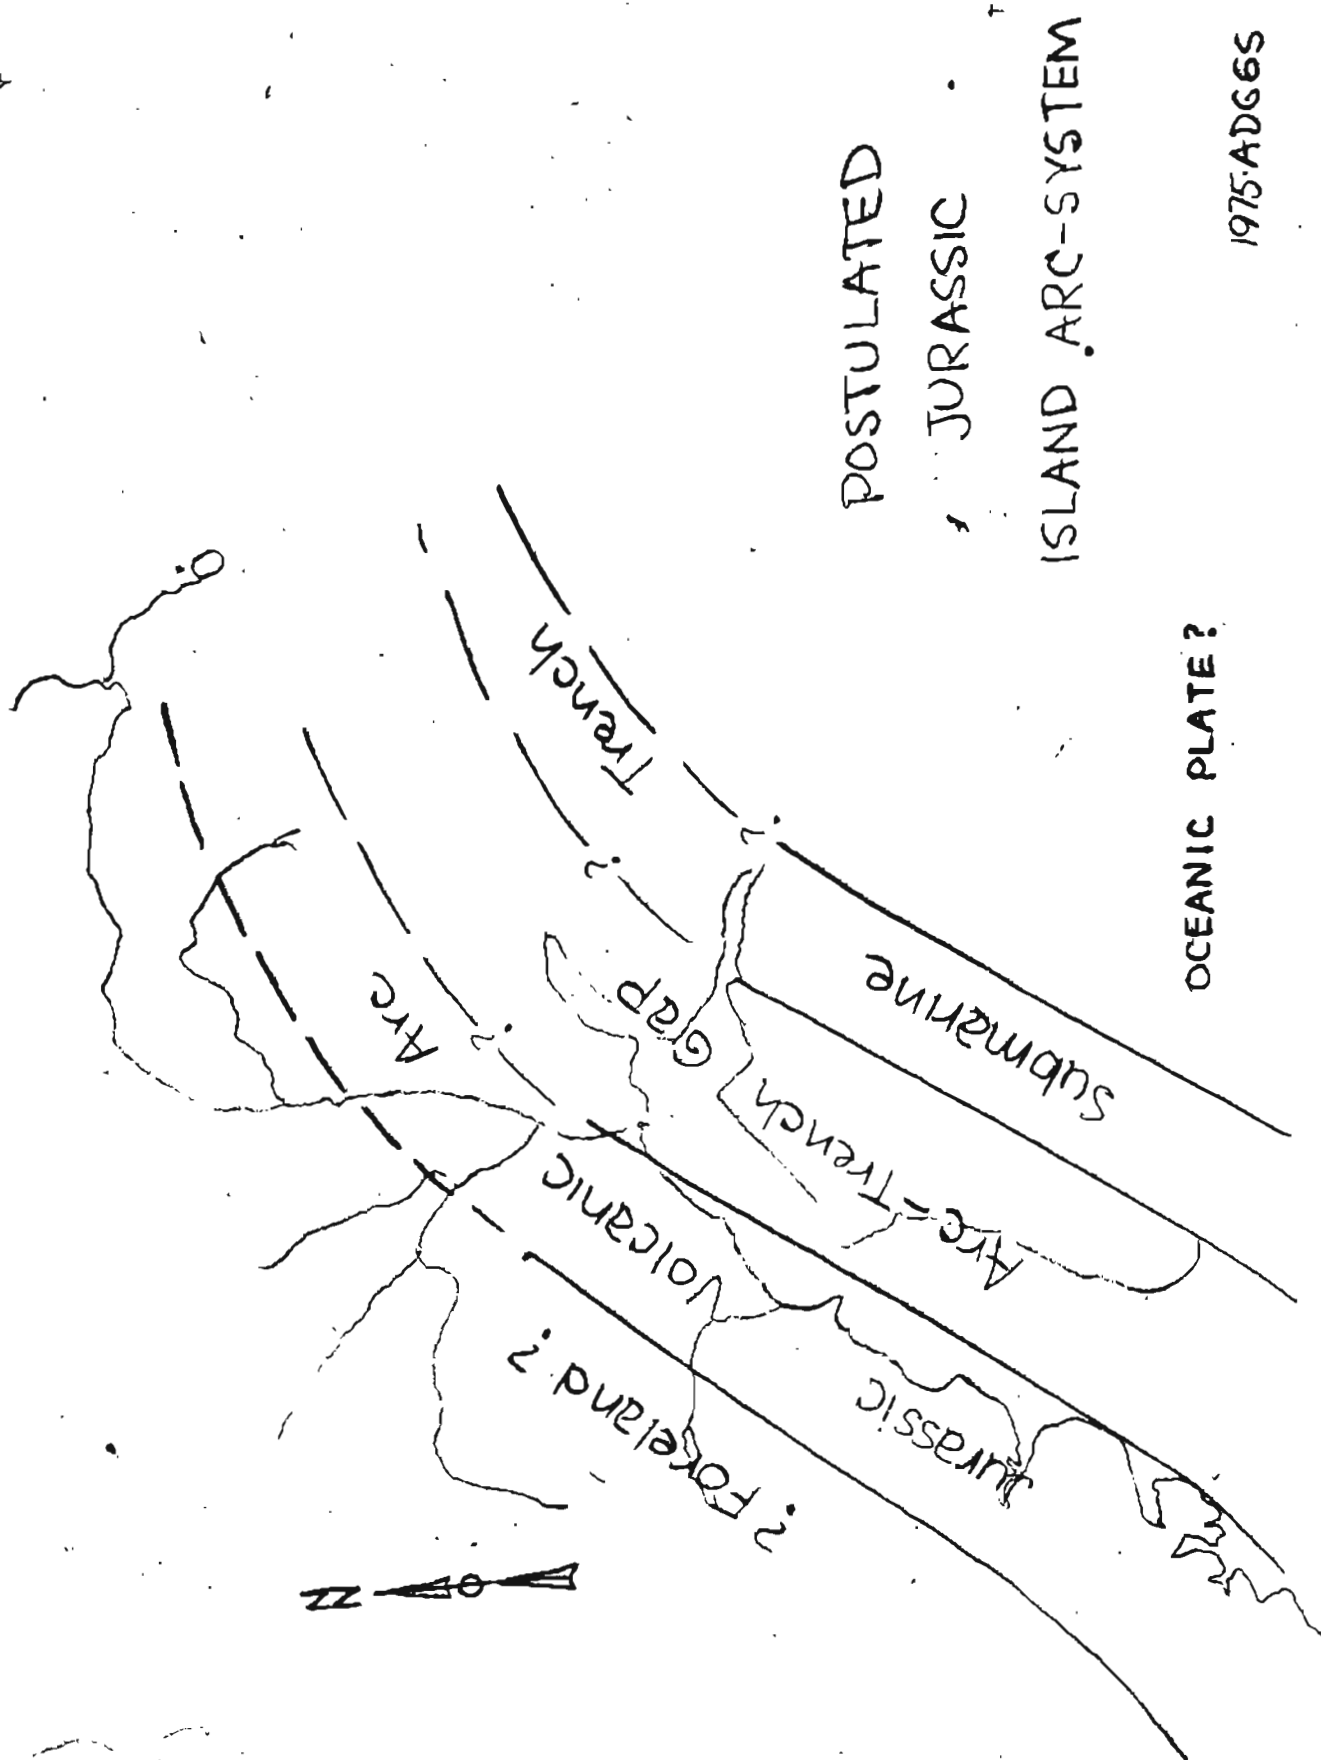 POSTULATED
JURASSIC
ISLAND ARC-SYSTEM
1975·ADGGS
OCEANIC PLATE?
? Foreland ?
Jurassic Volcanic ? Arc
Arc-Trench Gap ?
Submarine ? Trench
N